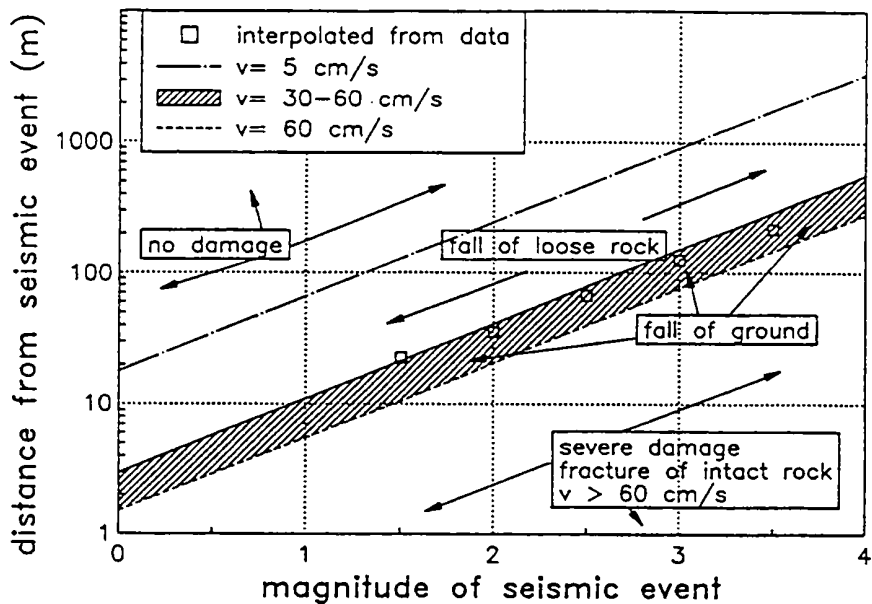 distance from seismic event (m)
interpolated from data
v= 5 cm/s
v= 30-60 cm/s
v= 60 cm/s
1000
100
10
1
no damage
fall of loose rock
fall of ground
severe damage
fracture of intact rock
v > 60 cm/s
0 1 2 3 4
magnitude of seismic event